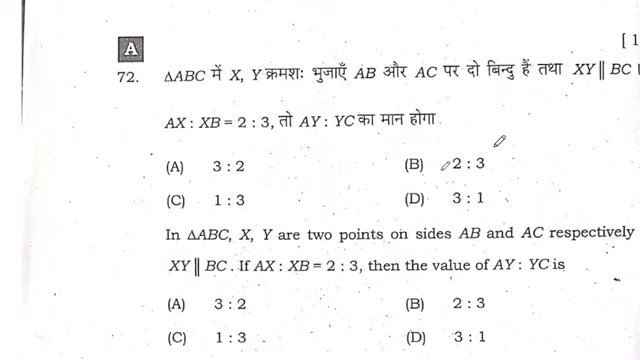 A
[ 1
72. ΔABC में X, Y क्रमशः भुजाएँ AB और AC पर दो बिन्दु हैं तथा XY || BC ।
AX : XB = 2 : 3, तो AY : YC का मान होगा
(A) 3 : 2 (B) 2 : 3
(C) 1 : 3 (D) 3 : 1
In ΔABC, X, Y are two points on sides AB and AC respectively
XY || BC . If AX : XB = 2 : 3, then the value of AY : YC is
(A) 3 : 2 (B) 2 : 3
(C) 1 : 3 (D) 3 : 1